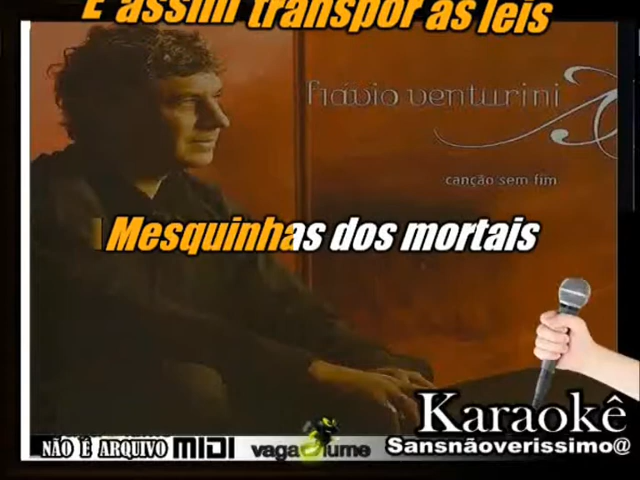 E assim transpor as leis
flávio venturini
canção sem fim
Mesquinhas dos mortais
Karaokê
Sansnãoverissimo@
NÃO É ARQUIVO MIDI
vagalume